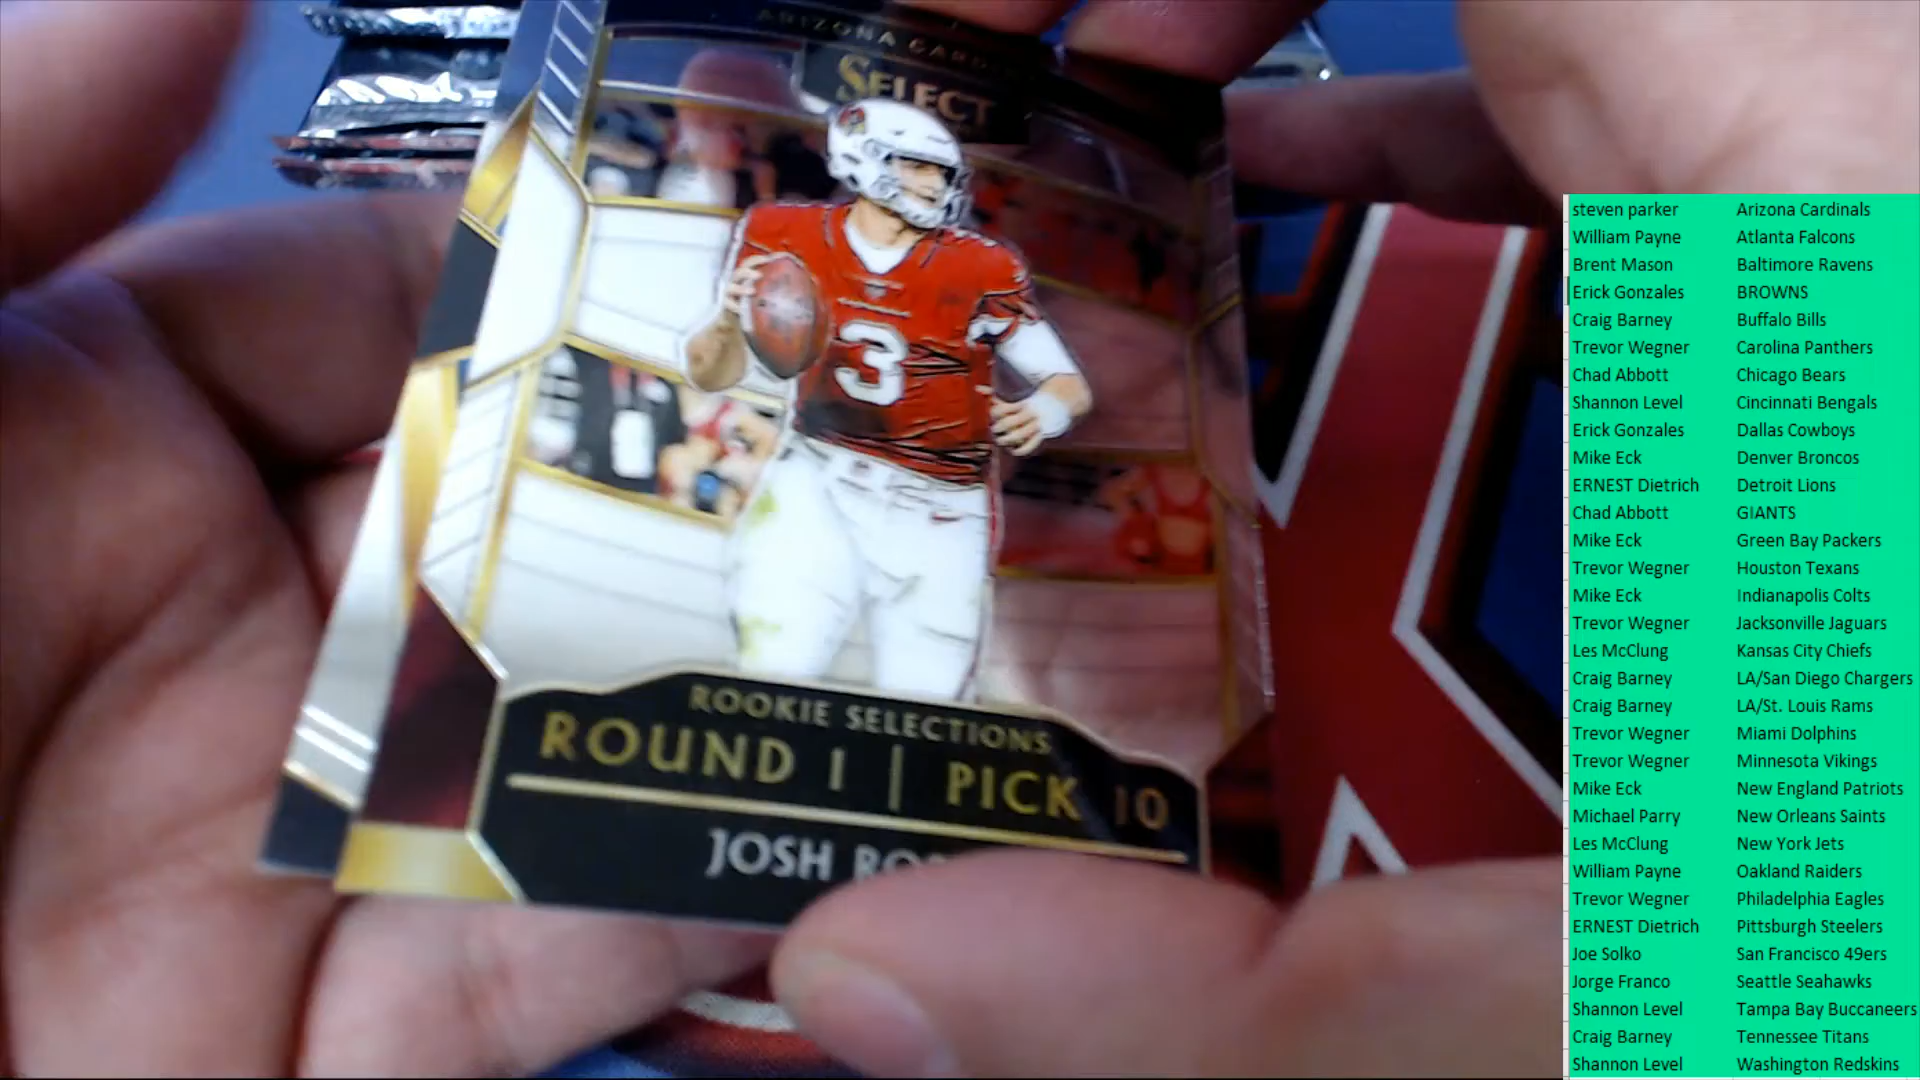 ARIZONA
SELECT
3
ROOKIE SELECTIONS
ROUND 1 | PICK 10
JOSH
steven parker Arizona Cardinals
William Payne Atlanta Falcons
Brent Mason Baltimore Ravens
Erick Gonzales BROWNS
Craig Barney Buffalo Bills
Trevor Wegner Carolina Panthers
Chad Abbott Chicago Bears
Shannon Level Cincinnati Bengals
Erick Gonzales Dallas Cowboys
Mike Eck Denver Broncos
ERNEST Dietrich Detroit Lions
Chad Abbott GIANTS
Mike Eck Green Bay Packers
Trevor Wegner Houston Texans
Mike Eck Indianapolis Colts
Trevor Wegner Jacksonville Jaguars
Les McClung Kansas City Chiefs
Craig Barney LA/San Diego Chargers
Craig Barney LA/St. Louis Rams
Trevor Wegner Miami Dolphins
Trevor Wegner Minnesota Vikings
Mike Eck New England Patriots
Michael Parry New Orleans Saints
Les McClung New York Jets
William Payne Oakland Raiders
Trevor Wegner Philadelphia Eagles
ERNEST Dietrich Pittsburgh Steelers
Joe Solko San Francisco 49ers
Jorge Franco Seattle Seahawks
Shannon Level Tampa Bay Buccaneers
Craig Barney Tennessee Titans
Shannon Level Washington Redskins